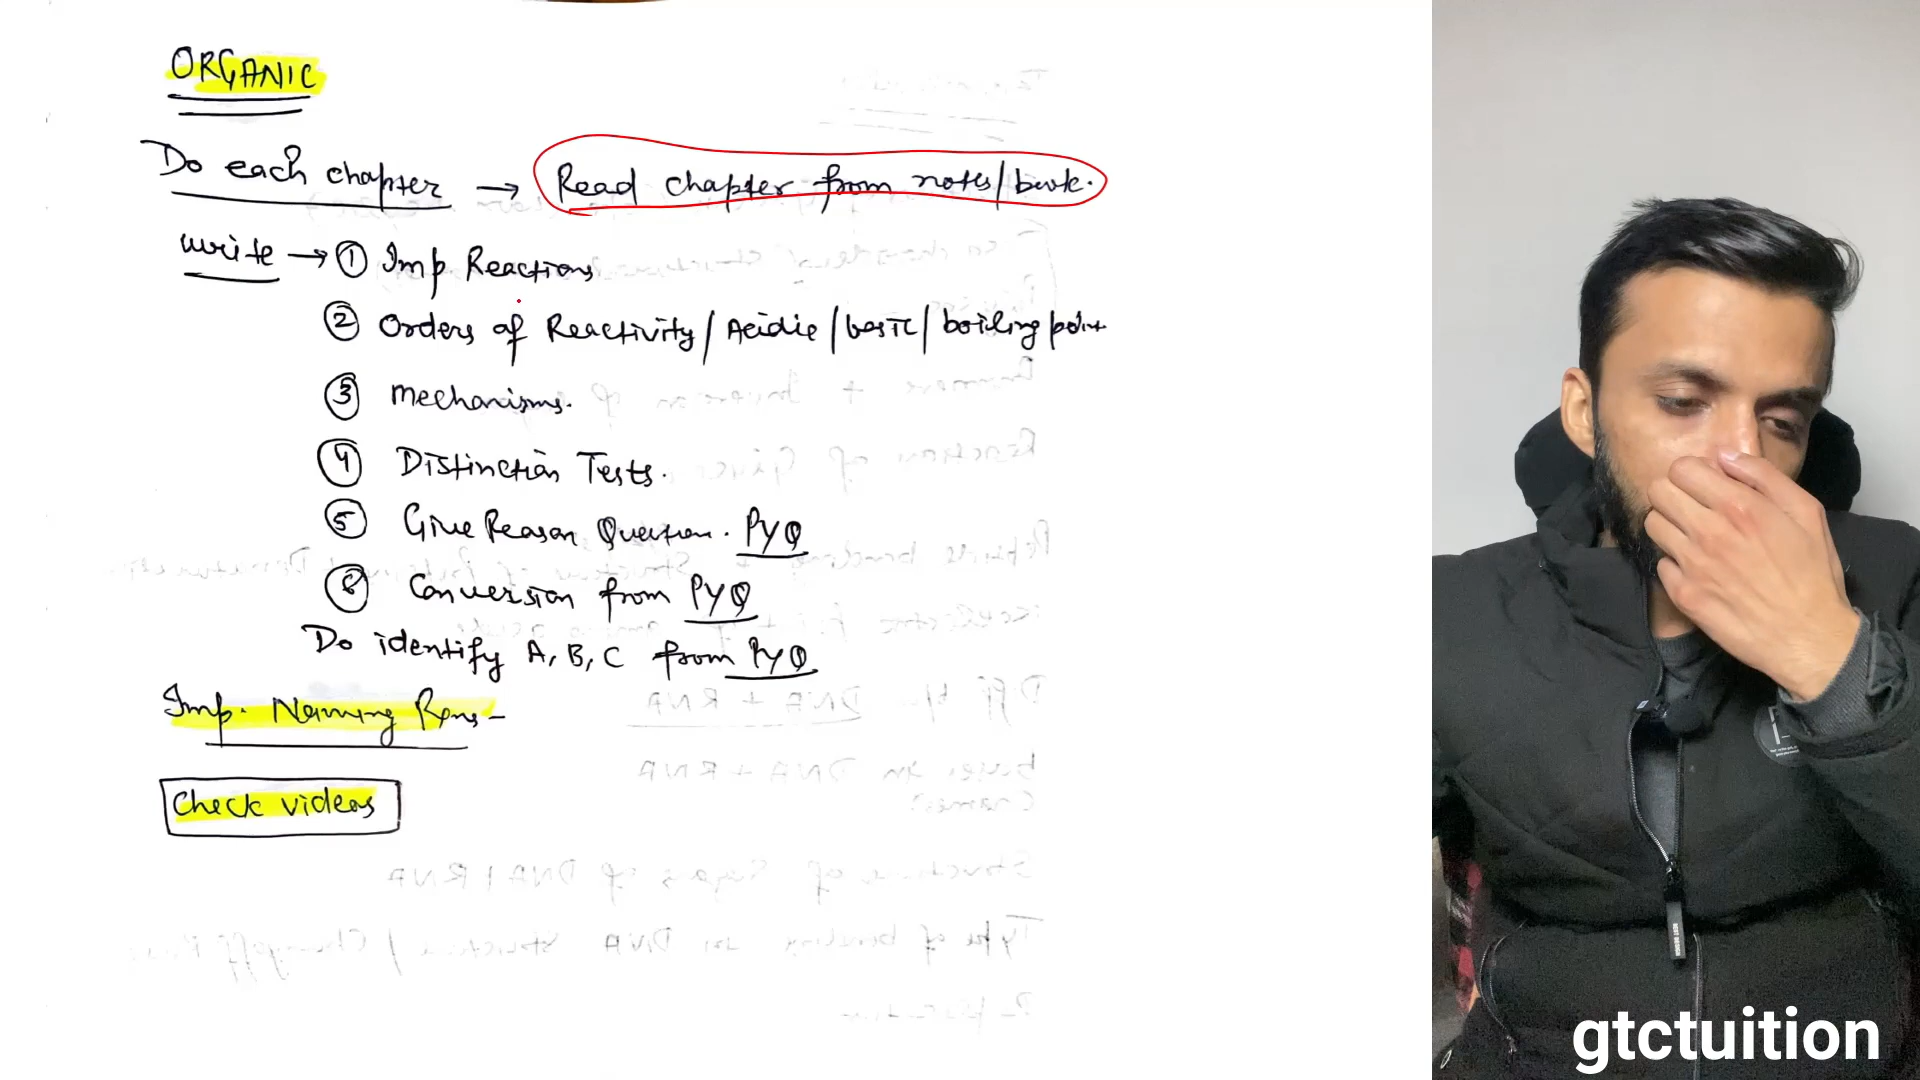 ORGANIC
Do each chapter → Read chapter from notes/book.
write → ① Imp Reactions
② Orders of Reactivity/Acidic/basic/boiling point
③ Mechanisms.
④ Distinction Tests.
⑤ Give Reason Question. PYQ
⑥ Conversion from PYQ
Do identify A, B, C from PYQ
Imp. Naming Rxns-
Check videos
gtctuition